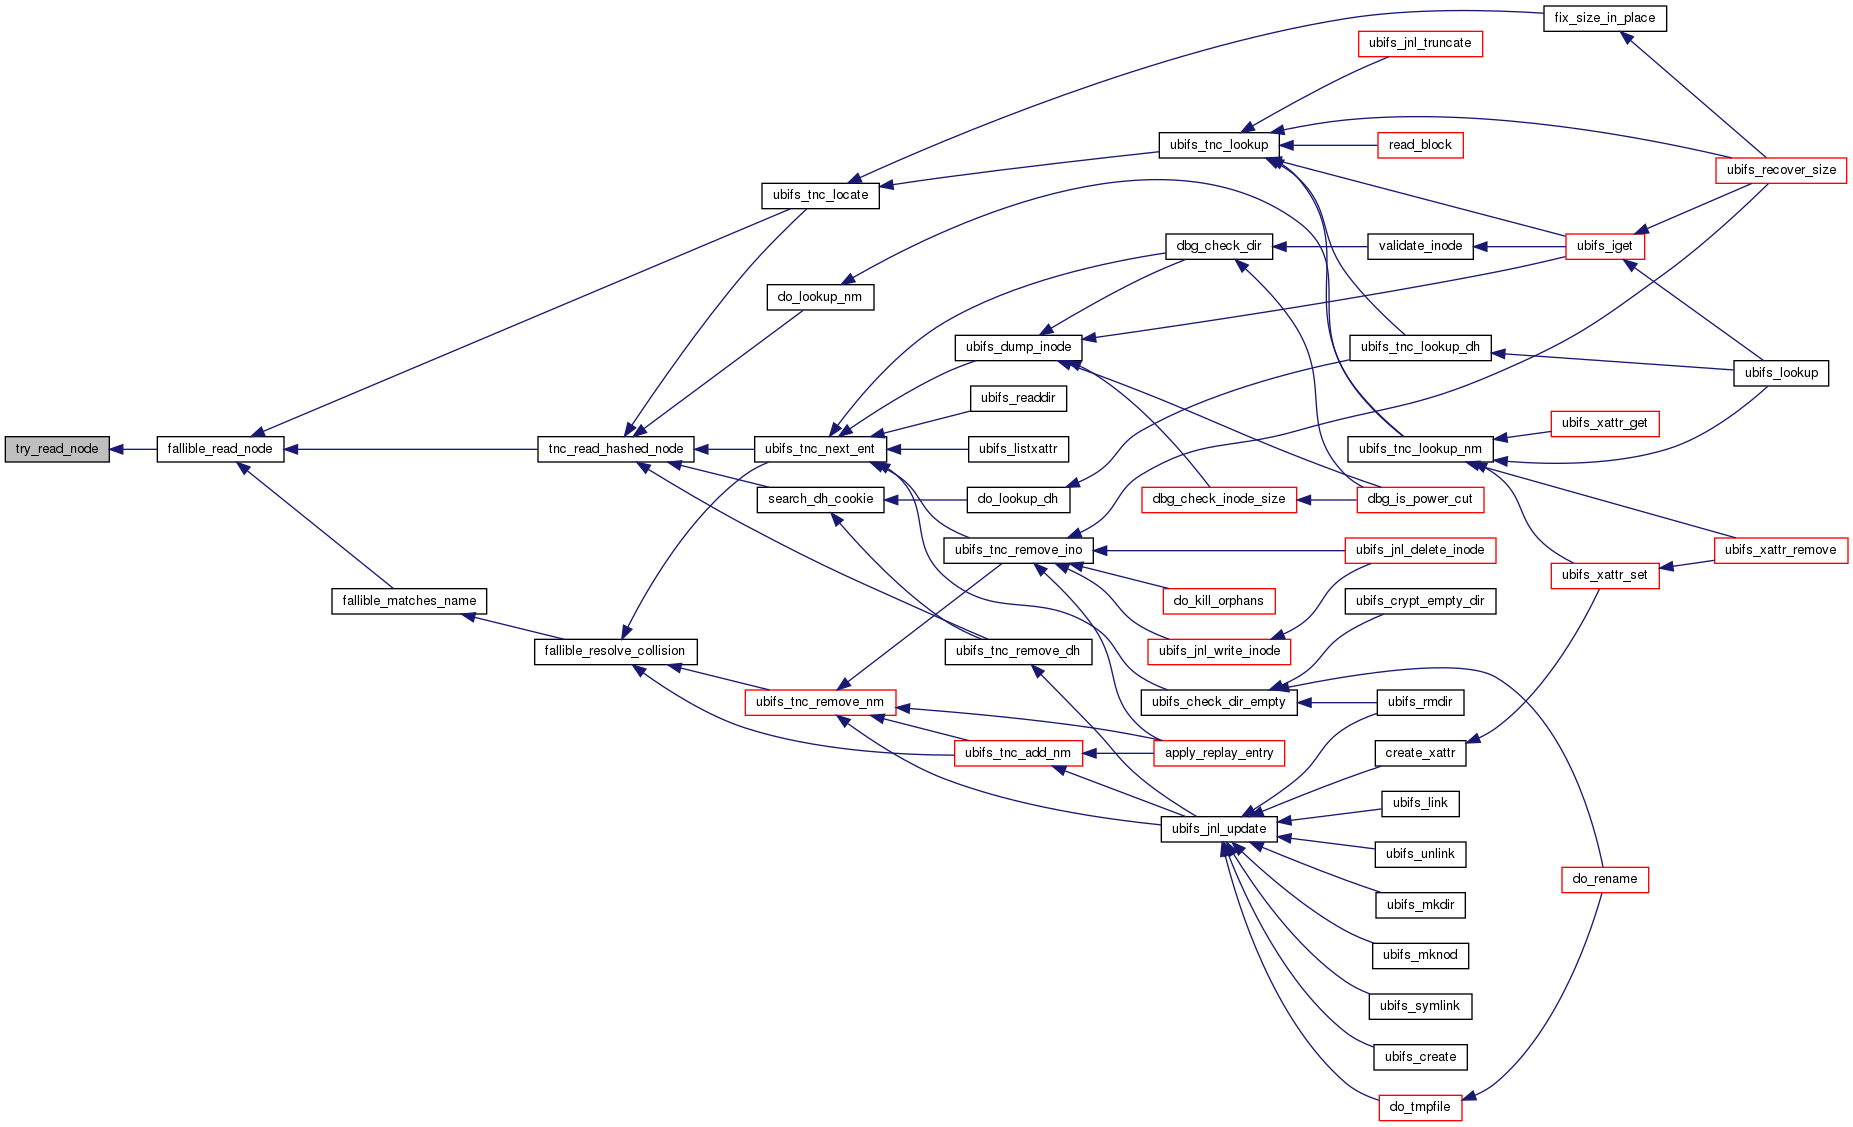 fix_size_in_place
ubifs_jnl_truncate
ubifs_tnc_lookup
read_block
ubifs_recover_size
ubifs_tnc_locate
dbg_check_dir
validate_inode
ubifs_iget
do_lookup_nm
ubifs_dump_inode
ubifs_tnc_lookup_dh
ubifs_lookup
ubifs_readdir
ubifs_xattr_get
try_read_node
fallible_read_node
tnc_read_hashed_node
ubifs_tnc_next_ent
ubifs_listxattr
ubifs_tnc_lookup_nm
search_dh_cookie
do_lookup_dh
dbg_check_inode_size
dbg_is_power_cut
ubifs_tnc_remove_ino
ubifs_jnl_delete_inode
ubifs_xattr_remove
ubifs_xattr_set
fallible_matches_name
do_kill_orphans
ubifs_crypt_empty_dir
fallible_resolve_collision
ubifs_tnc_remove_dh
ubifs_jnl_write_inode
ubifs_tnc_remove_nm
ubifs_check_dir_empty
ubifs_rmdir
ubifs_tnc_add_nm
apply_replay_entry
create_xattr
ubifs_link
ubifs_jnl_update
ubifs_unlink
do_rename
ubifs_mkdir
ubifs_mknod
ubifs_symlink
ubifs_create
do_tmpfile